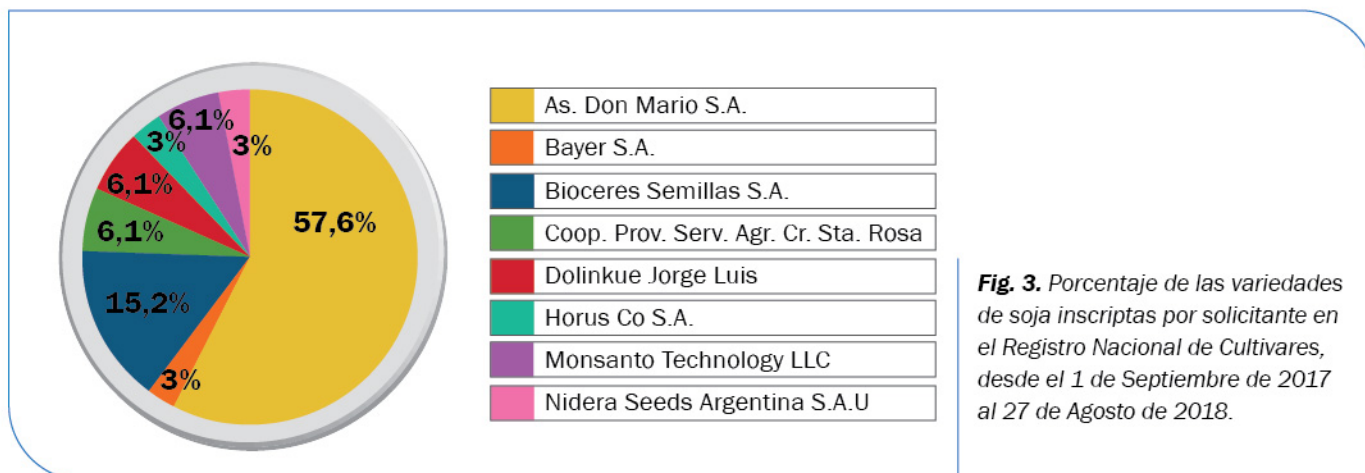 6,1%
3%
3%
6,1%
57,6%
6,1%
15,2%
3%
As. Don Mario S.A.
Bayer S.A.
Bioceres Semillas S.A.
Coop. Prov. Serv. Agr. Cr. Sta. Rosa
Dolinkue Jorge Luis
Horus Co S.A.
Monsanto Technology LLC
Nidera Seeds Argentina S.A.U
Fig. 3. Porcentaje de las variedades
de soja inscriptas por solicitante en
el Registro Nacional de Cultivares,
desde el 1 de Septiembre de 2017
al 27 de Agosto de 2018.